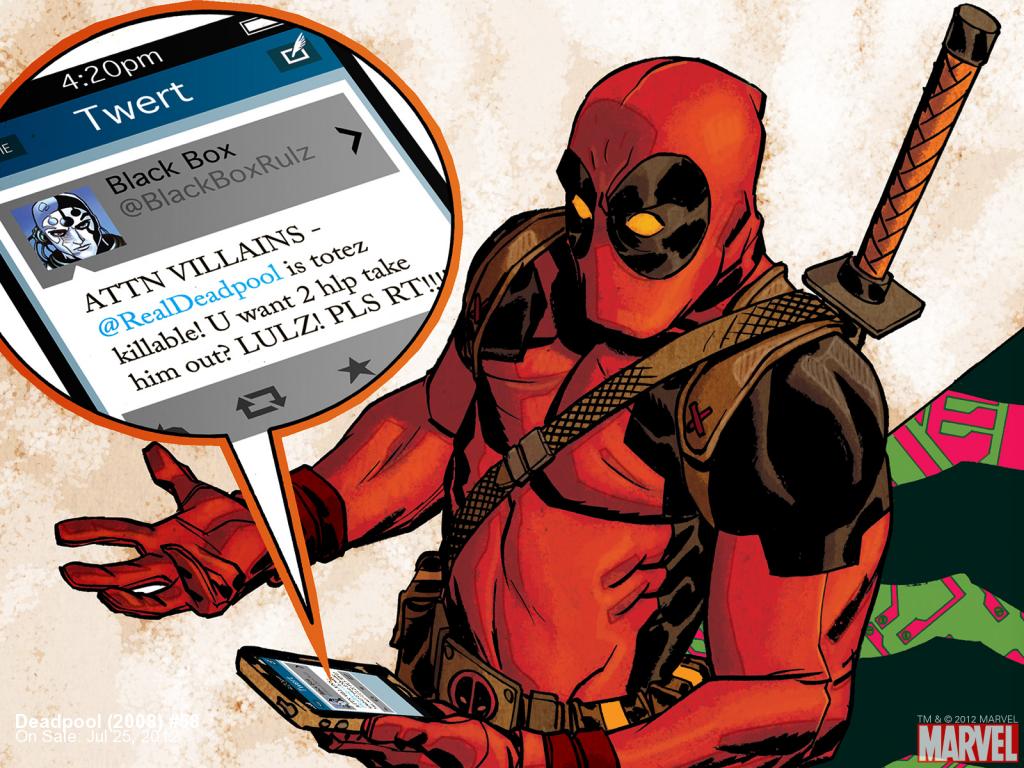 4:20pm
Twert
Black Box
@BlackBoxRulz
ATTN VILLAINS -
@RealDeadpool is totez
killable! U want 2 hlp take
him out? LULZ! PLS RT!!!!
Deadpool (2008)
On Sale: Jul 25, 2012
TM & © 2012 MARVEL
MARVEL